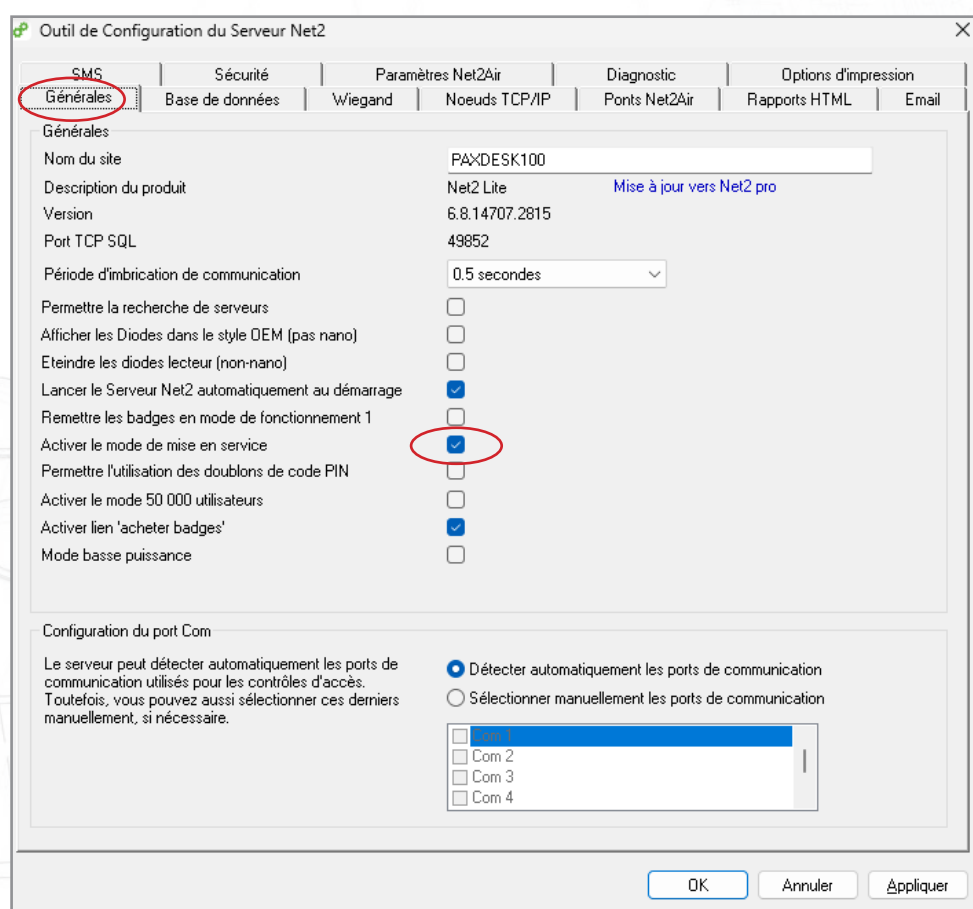 Outil de Configuration du Serveur Net2
SMS Sécurité Paramètres Net2Air Diagnostic Options d'impression
Générales Base de données Wiegand Noeuds TCP/IP Ponts Net2Air Rapports HTML Email
Générales
Nom du site PAXDESK100
Description du produit Net2 Lite Mise à jour vers Net2 pro
Version 6.8.14707.2815
Port TCP SQL 49852
Période d'imbrication de communication 0.5 secondes
Permettre la recherche de serveurs
Afficher les Diodes dans le style OEM (pas nano)
Eteindre les diodes lecteur (non-nano)
Lancer le Serveur Net2 automatiquement au démarrage
Remettre les badges en mode de fonctionnement 1
Activer le mode de mise en service
Permettre l'utilisation des doublons de code PIN
Activer le mode 50 000 utilisateurs
Activer lien 'acheter badges'
Mode basse puissance
Configuration du port Com
Le serveur peut détecter automatiquement les ports de
communication utilisés pour les contrôles d'accès.
Toutefois, vous pouvez aussi sélectionner ces derniers
manuellement, si nécessaire.
Détecter automatiquement les ports de communication
Sélectionner manuellement les ports de communication
Com 1
Com 2
Com 3
Com 4
OK Annuler Appliquer